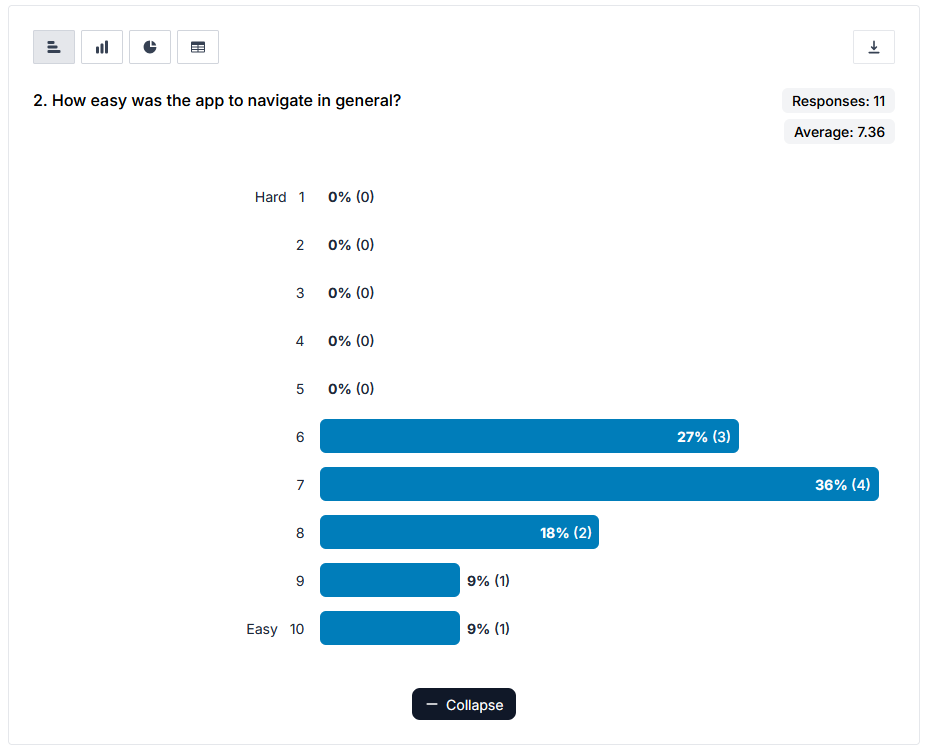 2. How easy was the app to navigate in general?
Responses: 11
Average: 7.36
Hard 1 0% (0)
2 0% (0)
3 0% (0)
4 0% (0)
5 0% (0)
6 27% (3)
7 36% (4)
8 18% (2)
9 9% (1)
Easy 10 9% (1)
Collapse